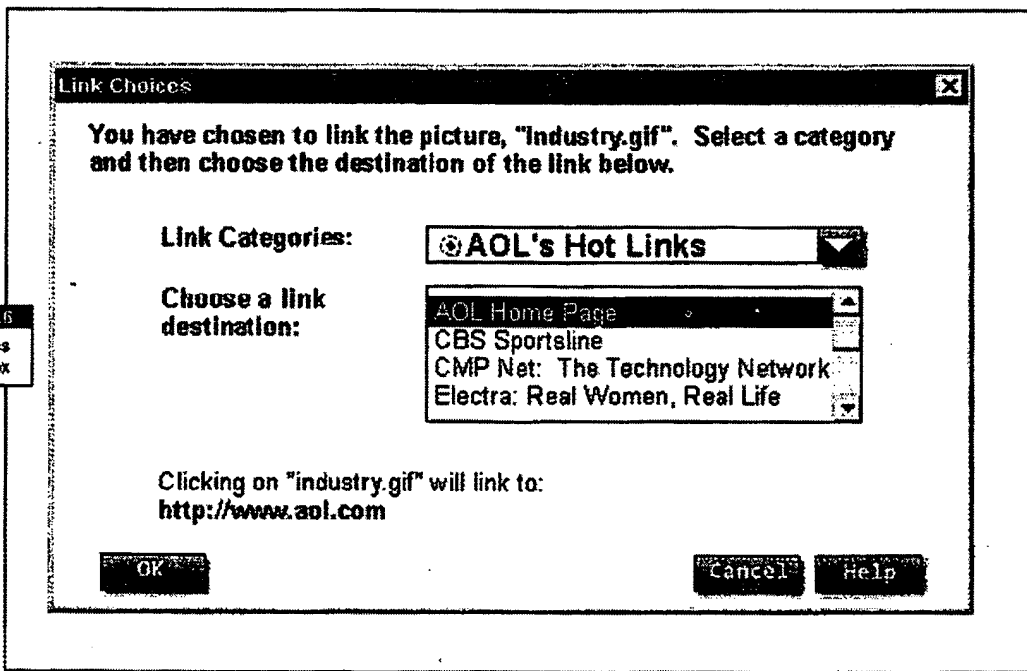 Link Choices
You have chosen to link the picture, "Industry.gif". Select a category
and then choose the destination of the link below.
Link Categories:
AOL's Hot Links
Choose a link
destination:
AOL Home Page
CBS Sportsline
CMP Net: The Technology Network
Electra: Real Women, Real Life
Clicking on "industry.gif" will link to:
http://www.aol.com
OK
Cancel
Help